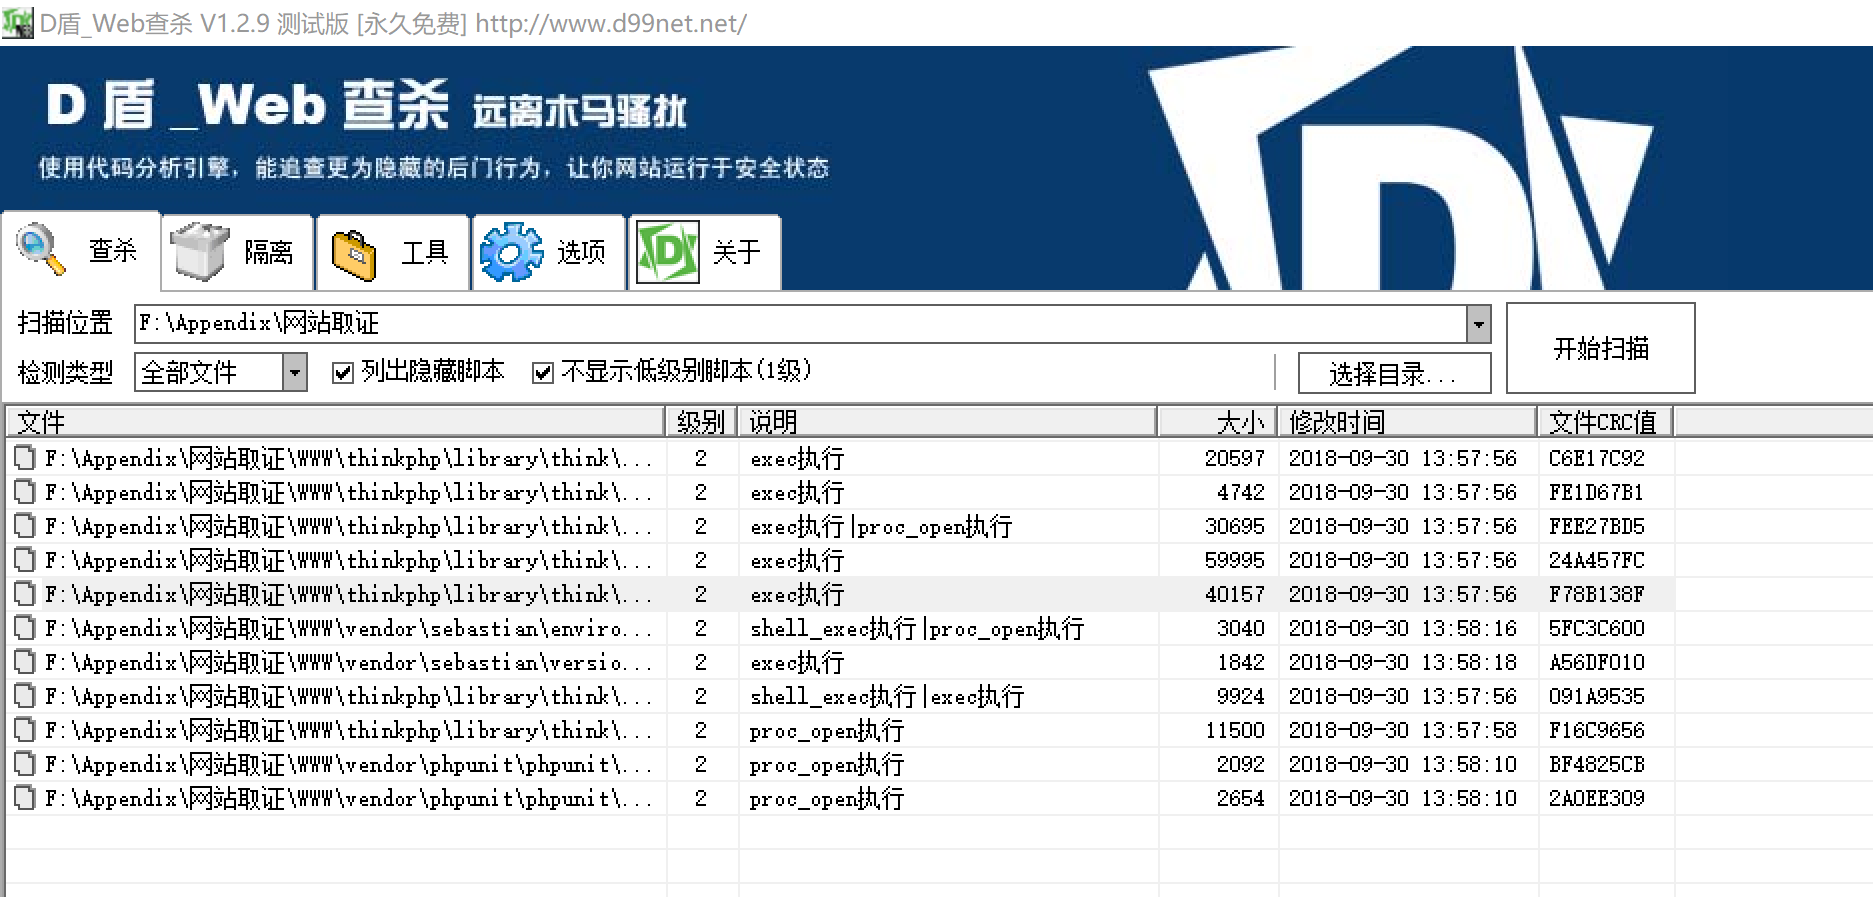 D盾_Web查杀 V1.2.9 测试版 [永久免费] http://www.d99net.net/
D 盾 _Web 查杀 远离木马骚扰
使用代码分析引擎，能追查更为隐藏的后门行为，让你网站运行于安全状态
查杀 隔离 工具 选项 关于
扫描位置 F:\Appendix\网站取证 开始扫描
检测类型 全部文件 列出隐藏脚本 不显示低级别脚本(1级) 选择目录...
文件 级别 说明 大小 修改时间 文件CRC值
F:\Appendix\网站取证\WWW\thinkphp\library\think\... 2 exec执行 20597 2018-09-30 13:57:56 C6E17C92
F:\Appendix\网站取证\WWW\thinkphp\library\think\... 2 exec执行 4742 2018-09-30 13:57:56 FE1D67B1
F:\Appendix\网站取证\WWW\thinkphp\library\think\... 2 exec执行|proc_open执行 30695 2018-09-30 13:57:56 FEE27BD5
F:\Appendix\网站取证\WWW\thinkphp\library\think\... 2 exec执行 59995 2018-09-30 13:57:56 24A457FC
F:\Appendix\网站取证\WWW\thinkphp\library\think\... 2 exec执行 40157 2018-09-30 13:57:56 F78B138F
F:\Appendix\网站取证\WWW\vendor\sebastian\enviro... 2 shell_exec执行|proc_open执行 3040 2018-09-30 13:58:16 5FC3C600
F:\Appendix\网站取证\WWW\vendor\sebastian\versio... 2 exec执行 1842 2018-09-30 13:58:18 A56DF010
F:\Appendix\网站取证\WWW\thinkphp\library\think\... 2 shell_exec执行|exec执行 9924 2018-09-30 13:57:56 091A9535
F:\Appendix\网站取证\WWW\thinkphp\library\think\... 2 proc_open执行 11500 2018-09-30 13:57:58 F16C9656
F:\Appendix\网站取证\WWW\vendor\phpunit\phpunit\... 2 proc_open执行 2092 2018-09-30 13:58:10 BF4825CB
F:\Appendix\网站取证\WWW\vendor\phpunit\phpunit\... 2 proc_open执行 2654 2018-09-30 13:58:10 2A0EE309